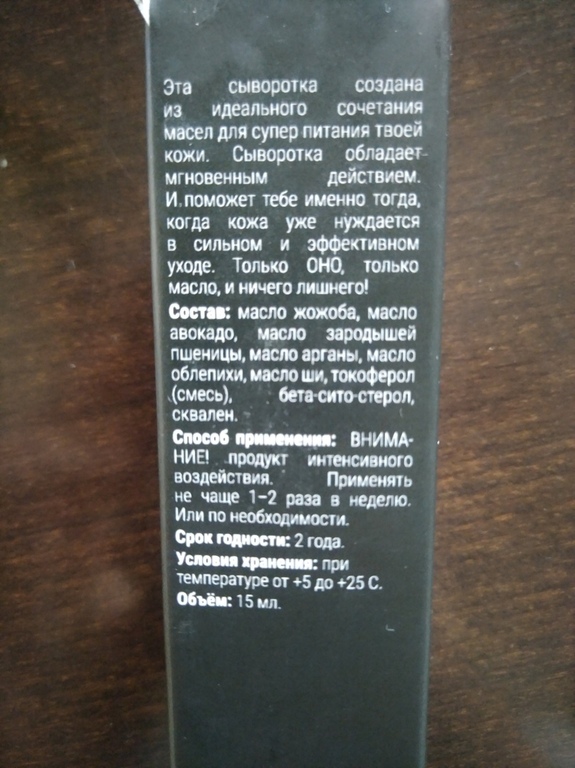 Эта сыворотка создана
из идеального сочетания
масел для супер питания твоей
кожи. Сыворотка обладает
мгновенным действием.
И поможет тебе именно тогда,
когда кожа уже нуждается
в сильном и эффективном
уходе. Только ОНО, только
масло, и ничего лишнего!
Состав: масло жожоба, масло
авокадо, масло зародышей
пшеницы, масло арганы, масло
облепихи, масло ши, токоферол
(смесь), бета-сито-стерол,
сквален.
Способ применения: ВНИМА-
НИЕ! продукт интенсивного
воздействия. Применять
не чаще 1–2 раза в неделю.
Или по необходимости.
Срок годности: 2 года.
Условия хранения: при
температуре от +5 до +25 С.
Объём: 15 мл.